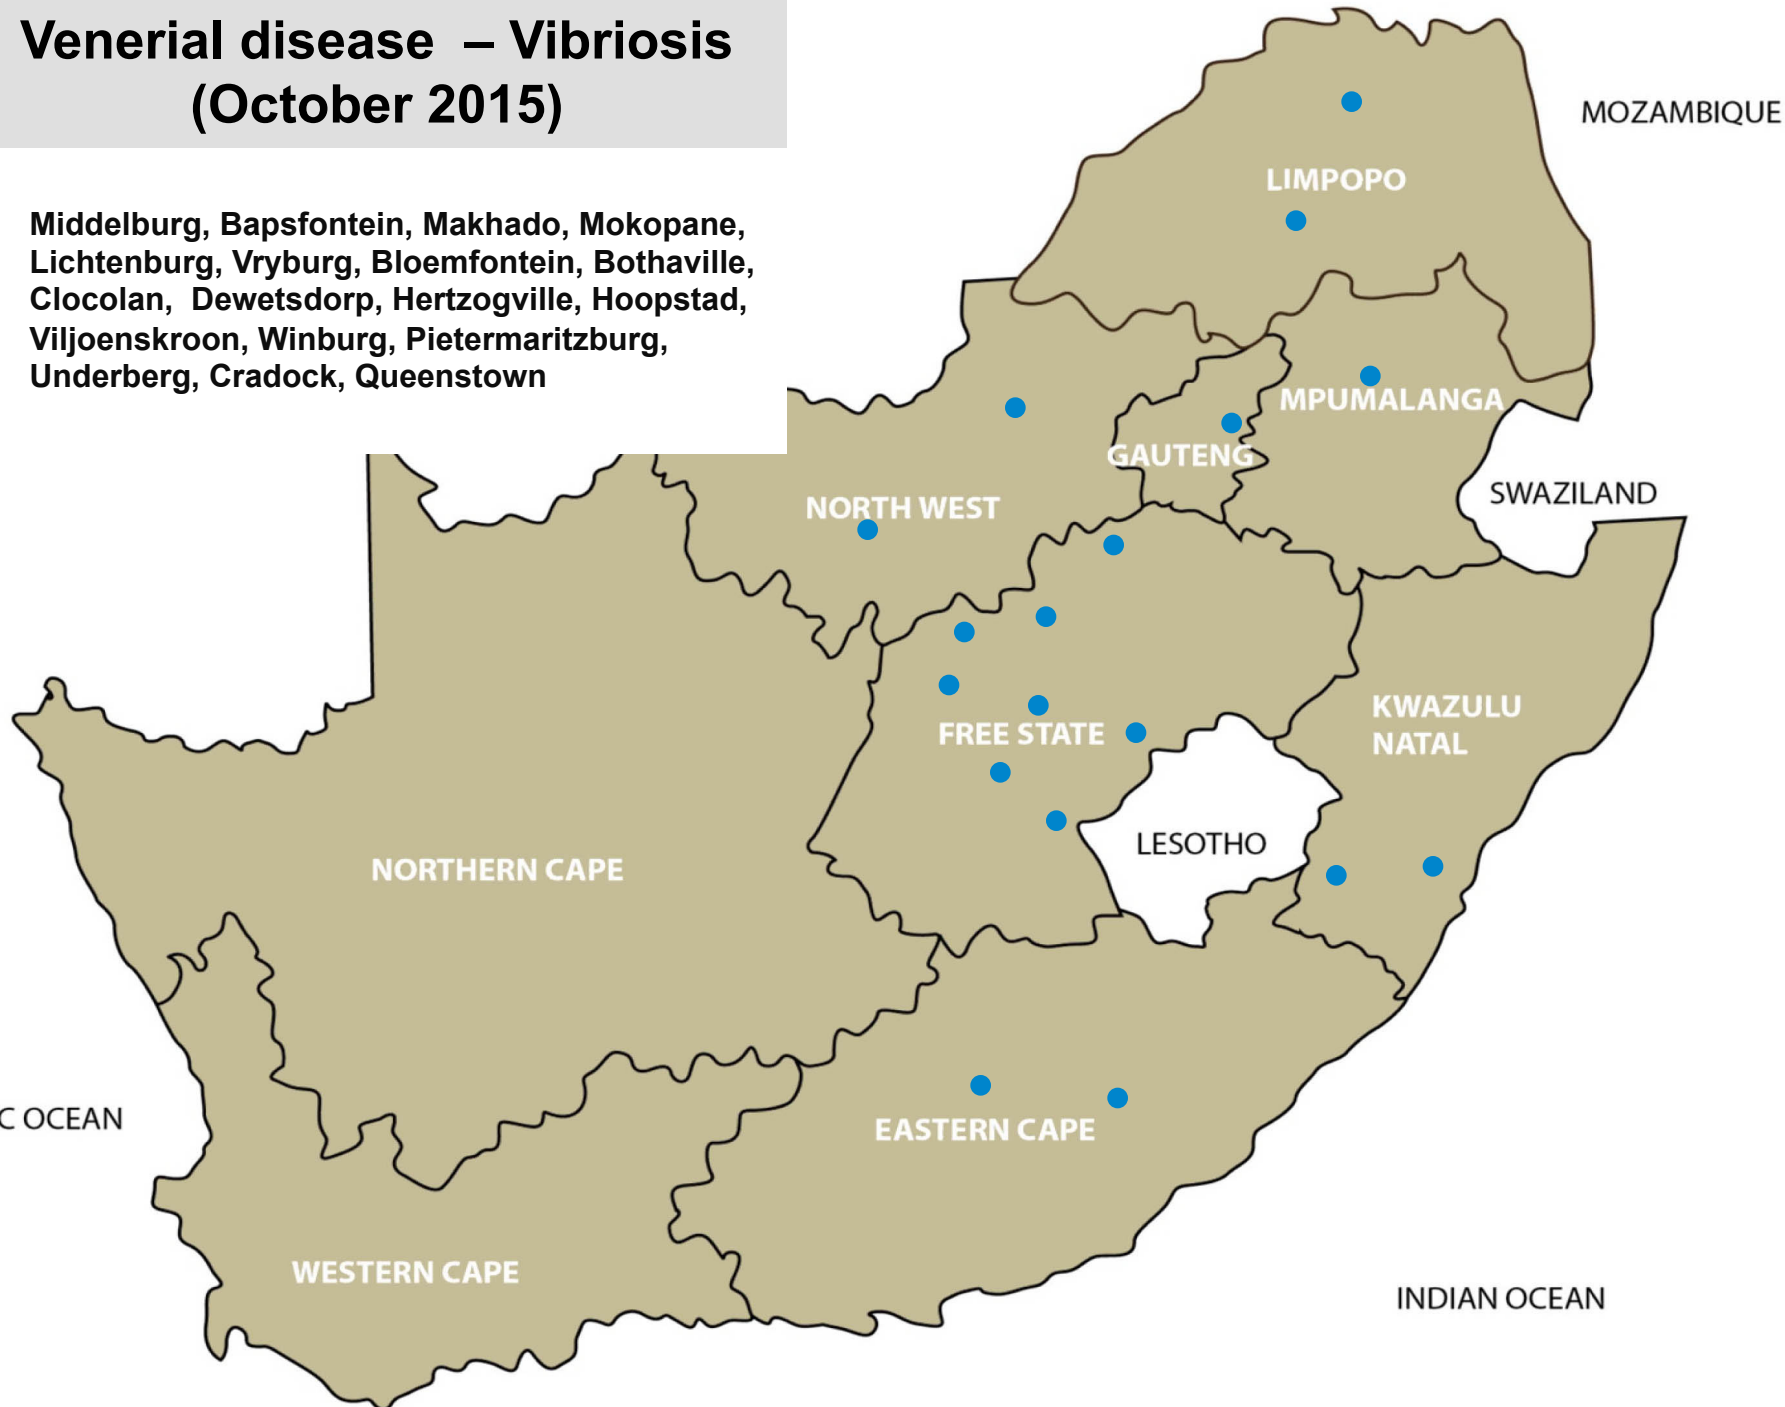 Venerial disease – Vibriosis
(October 2015)
Middelburg, Bapsfontein, Makhado, Mokopane,
Lichtenburg, Vryburg, Bloemfontein, Bothaville,
Clocolan, Dewetsdorp, Hertzogville, Hoopstad,
Viljoenskroon, Winburg, Pietermaritzburg,
Underberg, Cradock, Queenstown
MOZAMBIQUE
LIMPOPO
MPUMALANGA
GAUTENG
SWAZILAND
NORTH WEST
KWAZULU
NATAL
FREE STATE
LESOTHO
NORTHERN CAPE
C OCEAN
EASTERN CAPE
WESTERN CAPE
INDIAN OCEAN